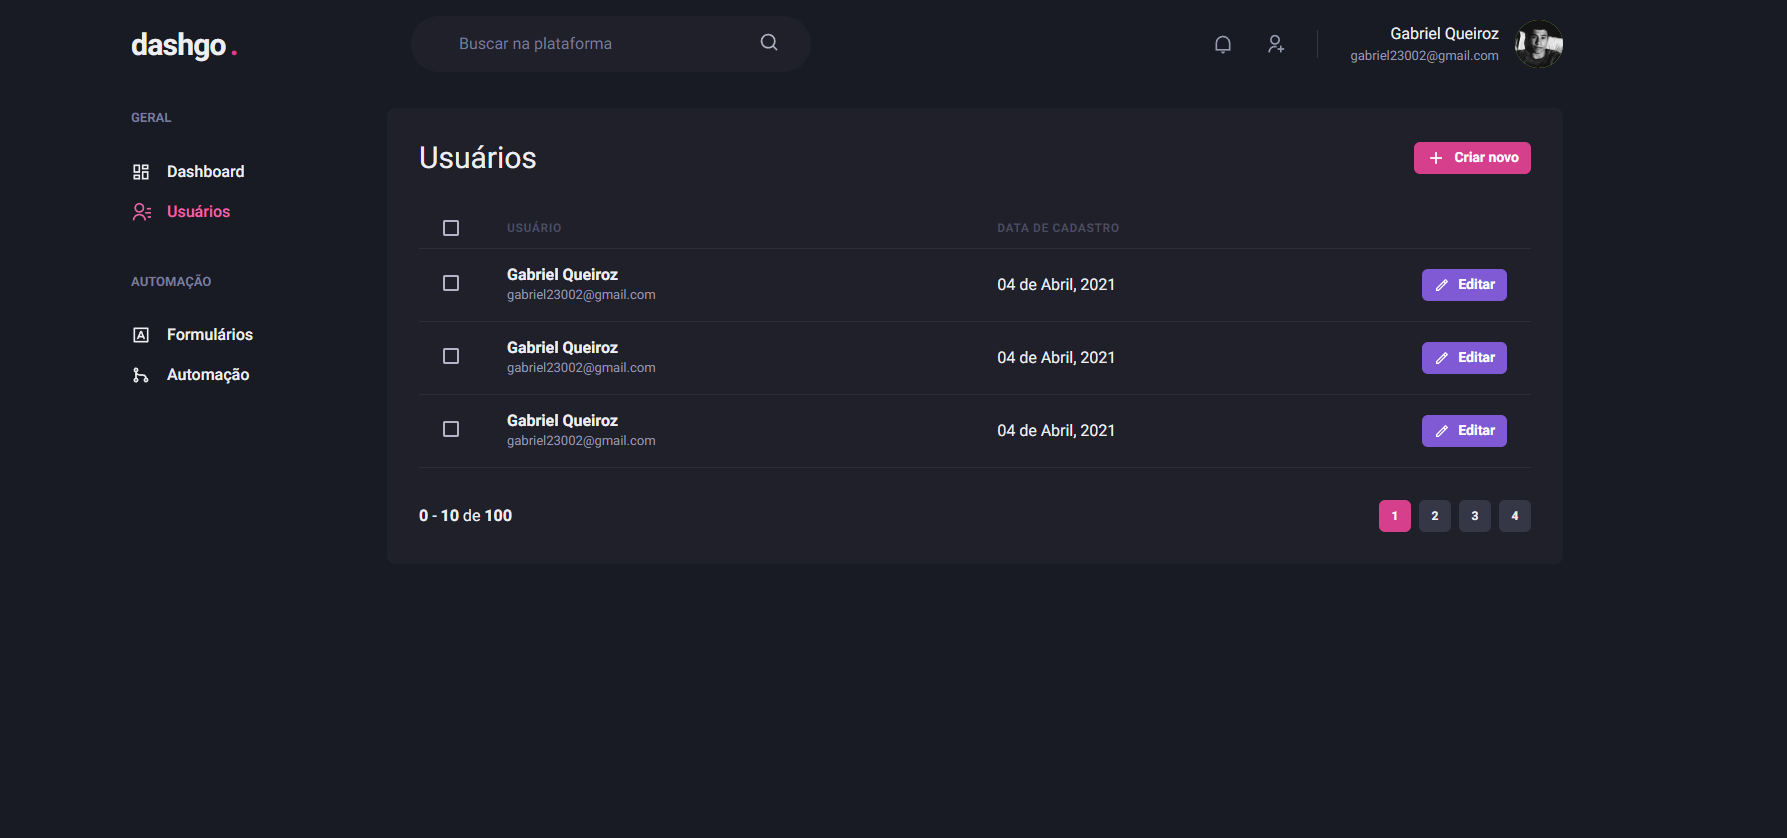 dashgo.
Buscar na plataforma
Gabriel Queiroz
gabriel23002@gmail.com
GERAL
Dashboard
Usuários
AUTOMAÇÃO
Formulários
Automação
Usuários
Criar novo
USUÁRIO DATA DE CADASTRO
Gabriel Queiroz
gabriel23002@gmail.com
04 de Abril, 2021
Editar
Gabriel Queiroz
gabriel23002@gmail.com
04 de Abril, 2021
Editar
Gabriel Queiroz
gabriel23002@gmail.com
04 de Abril, 2021
Editar
0 - 10 de 100
1 2 3 4